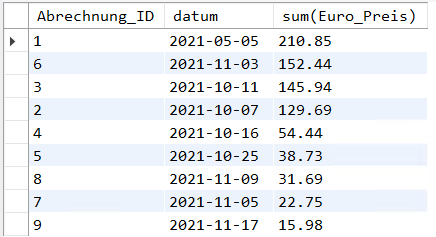 Abrechnung_ID datum sum(Euro_Preis)
1 2021-05-05 210.85
6 2021-11-03 152.44
3 2021-10-11 145.94
2 2021-10-07 129.69
4 2021-10-16 54.44
5 2021-10-25 38.73
8 2021-11-09 31.69
7 2021-11-05 22.75
9 2021-11-17 15.98